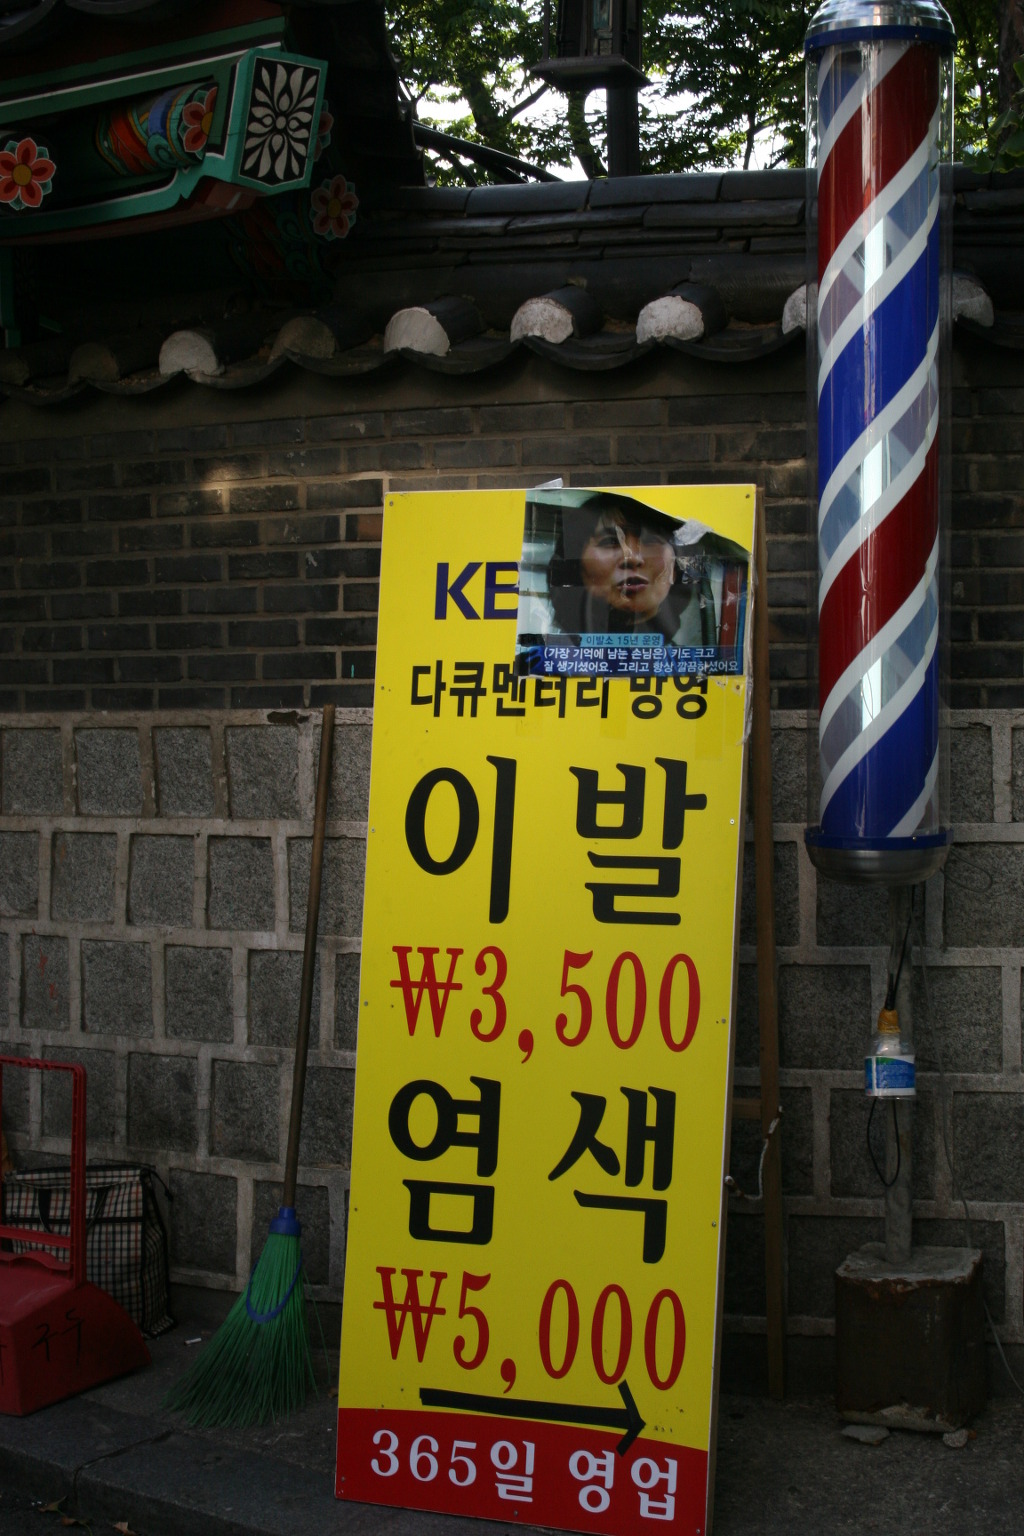 KB
이발소 15년 운영
(가장 기억에 남는 손님은) 키도 크고
잘 생기셨어요. 그리고 항상 깔끔하셨어요
다큐멘터리 방영
이발
₩3,500
염색
₩5,000
365일 영업